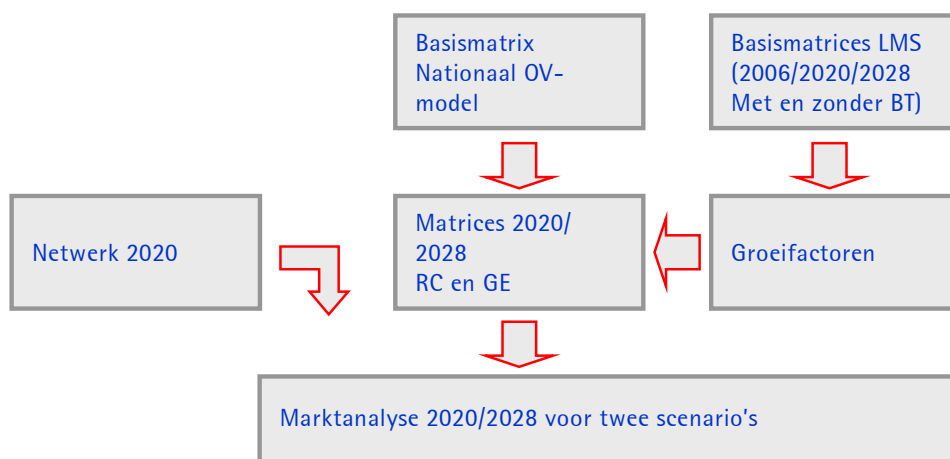 Basismatrix
Nationaal OV-
model
Basismatrices LMS
(2006/2020/2028
Met en zonder BT)
Netwerk 2020
Matrices 2020/
2028
RC en GE
Groeifactoren
Marktanalyse 2020/2028 voor twee scenario's